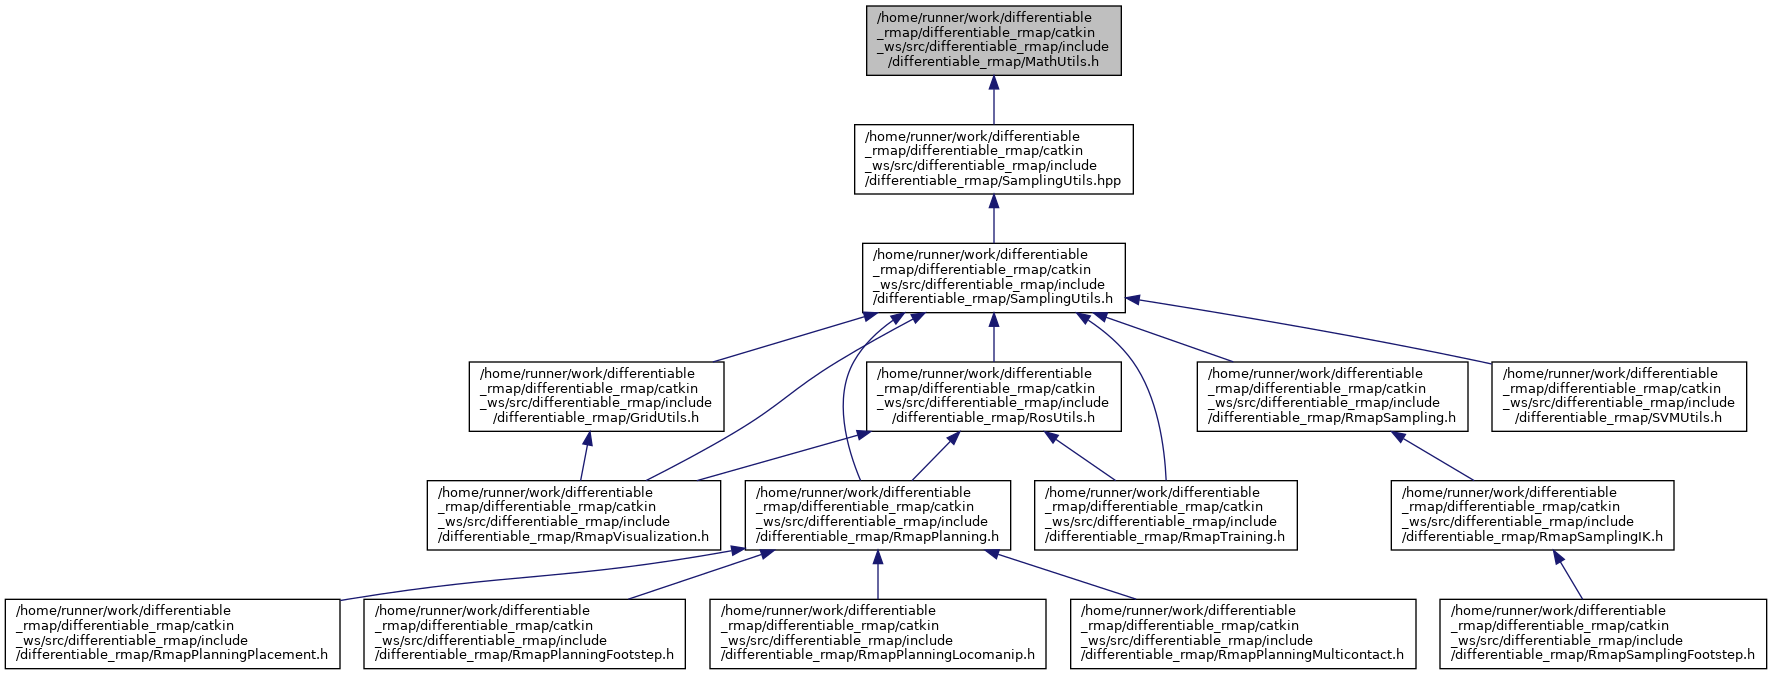 /home/runner/work/differentiable
_rmap/differentiable_rmap/catkin
_ws/src/differentiable_rmap/include
/differentiable_rmap/MathUtils.h
/home/runner/work/differentiable
_rmap/differentiable_rmap/catkin
_ws/src/differentiable_rmap/include
/differentiable_rmap/SamplingUtils.hpp
/home/runner/work/differentiable
_rmap/differentiable_rmap/catkin
_ws/src/differentiable_rmap/include
/differentiable_rmap/SamplingUtils.h
/home/runner/work/differentiable
_rmap/differentiable_rmap/catkin
_ws/src/differentiable_rmap/include
/differentiable_rmap/GridUtils.h
/home/runner/work/differentiable
_rmap/differentiable_rmap/catkin
_ws/src/differentiable_rmap/include
/differentiable_rmap/RosUtils.h
/home/runner/work/differentiable
_rmap/differentiable_rmap/catkin
_ws/src/differentiable_rmap/include
/differentiable_rmap/RmapSampling.h
/home/runner/work/differentiable
_rmap/differentiable_rmap/catkin
_ws/src/differentiable_rmap/include
/differentiable_rmap/SVMUtils.h
/home/runner/work/differentiable
_rmap/differentiable_rmap/catkin
_ws/src/differentiable_rmap/include
/differentiable_rmap/RmapVisualization.h
/home/runner/work/differentiable
_rmap/differentiable_rmap/catkin
_ws/src/differentiable_rmap/include
/differentiable_rmap/RmapPlanning.h
/home/runner/work/differentiable
_rmap/differentiable_rmap/catkin
_ws/src/differentiable_rmap/include
/differentiable_rmap/RmapTraining.h
/home/runner/work/differentiable
_rmap/differentiable_rmap/catkin
_ws/src/differentiable_rmap/include
/differentiable_rmap/RmapSamplingIK.h
/home/runner/work/differentiable
_rmap/differentiable_rmap/catkin
_ws/src/differentiable_rmap/include
/differentiable_rmap/RmapPlanningPlacement.h
/home/runner/work/differentiable
_rmap/differentiable_rmap/catkin
_ws/src/differentiable_rmap/include
/differentiable_rmap/RmapPlanningFootstep.h
/home/runner/work/differentiable
_rmap/differentiable_rmap/catkin
_ws/src/differentiable_rmap/include
/differentiable_rmap/RmapPlanningLocomanip.h
/home/runner/work/differentiable
_rmap/differentiable_rmap/catkin
_ws/src/differentiable_rmap/include
/differentiable_rmap/RmapPlanningMulticontact.h
/home/runner/work/differentiable
_rmap/differentiable_rmap/catkin
_ws/src/differentiable_rmap/include
/differentiable_rmap/RmapSamplingFootstep.h